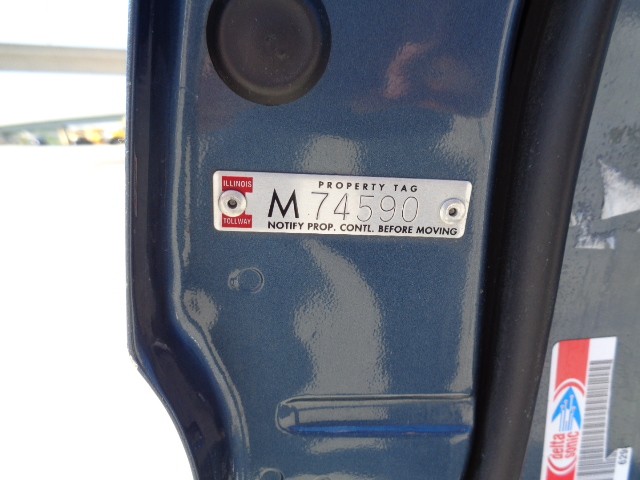 ILLINOIS
TOLLWAY
PROPERTY TAG
M 74590
NOTIFY PROP. CONTL. BEFORE MOVING
delta
sonic